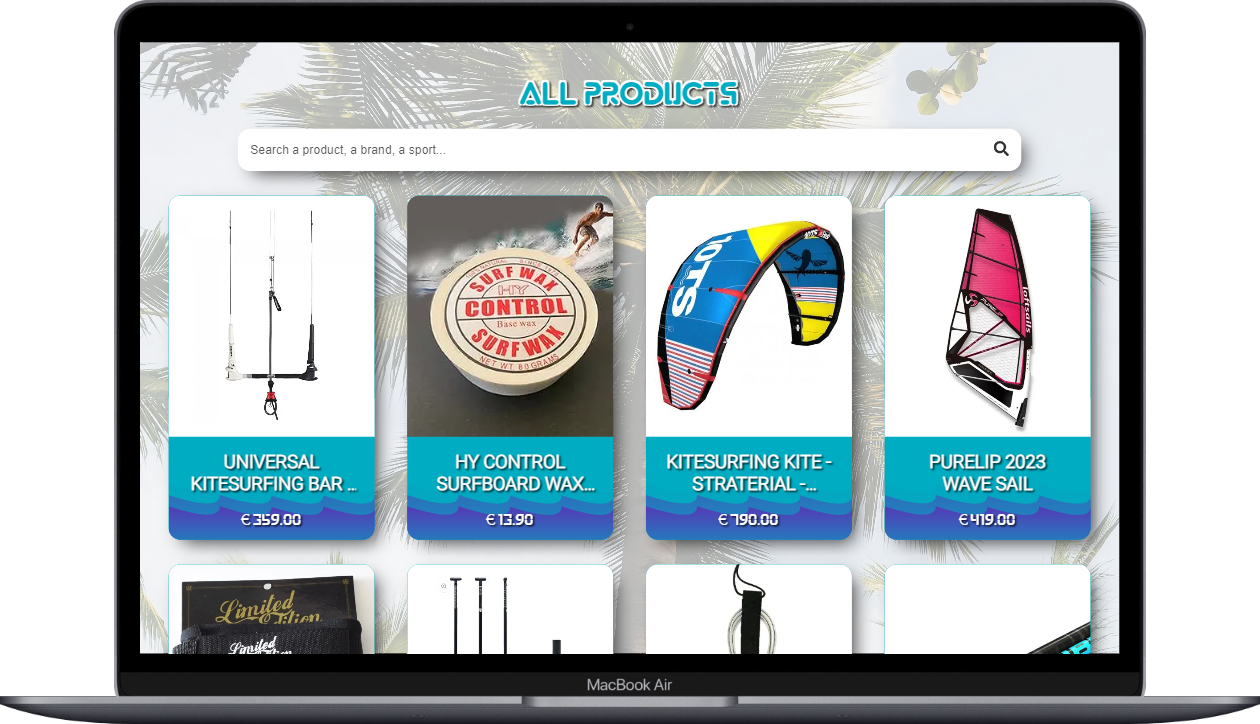 ALL PRODUCTS
Search a product, a brand, a sport...
SURF WAX
HY
CONTROL
Base wax
SURFWAX
NET WT. 80 GRAMS
10TS
loftsails
UNIVERSAL
KITESURFING BAR ...
€ 359.00
HY CONTROL
SURFBOARD WAX...
€ 13.90
KITESURFING KITE -
STRATERIAL -...
€ 790.00
PURELIP 2023
WAVE SAIL
€ 419.00
Limited
Edition
Limited
MacBook Air